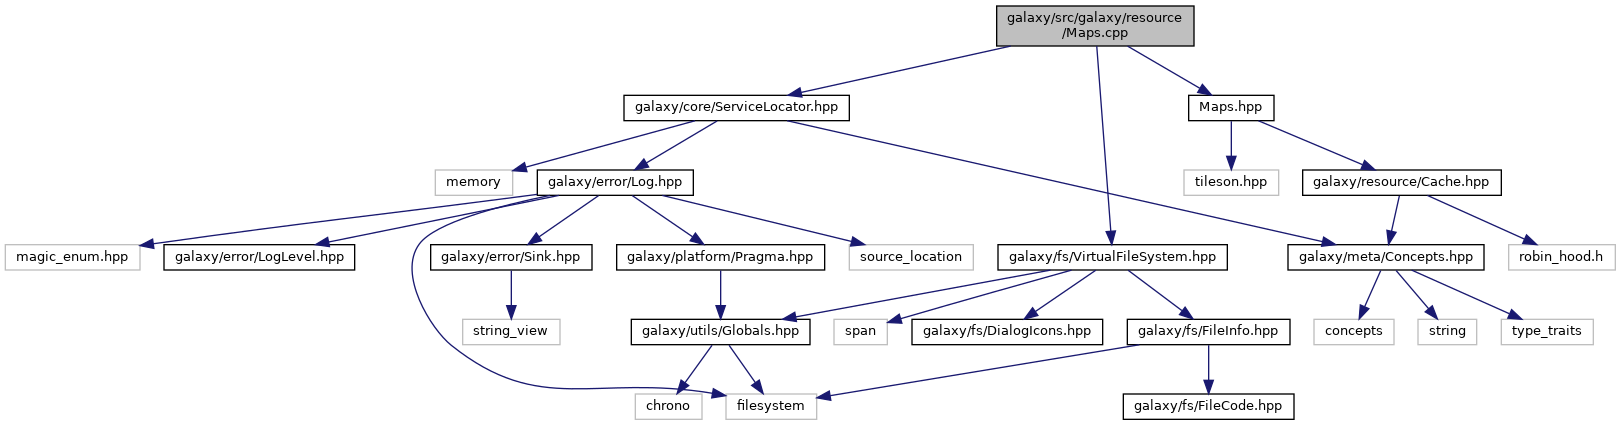 galaxy/src/galaxy/resource
/Maps.cpp
galaxy/core/ServiceLocator.hpp
Maps.hpp
memory
galaxy/error/Log.hpp
tileson.hpp
galaxy/resource/Cache.hpp
magic_enum.hpp
galaxy/error/LogLevel.hpp
galaxy/error/Sink.hpp
galaxy/platform/Pragma.hpp
source_location
galaxy/fs/VirtualFileSystem.hpp
galaxy/meta/Concepts.hpp
robin_hood.h
string_view
galaxy/utils/Globals.hpp
span
galaxy/fs/DialogIcons.hpp
galaxy/fs/FileInfo.hpp
concepts
string
type_traits
chrono
filesystem
galaxy/fs/FileCode.hpp